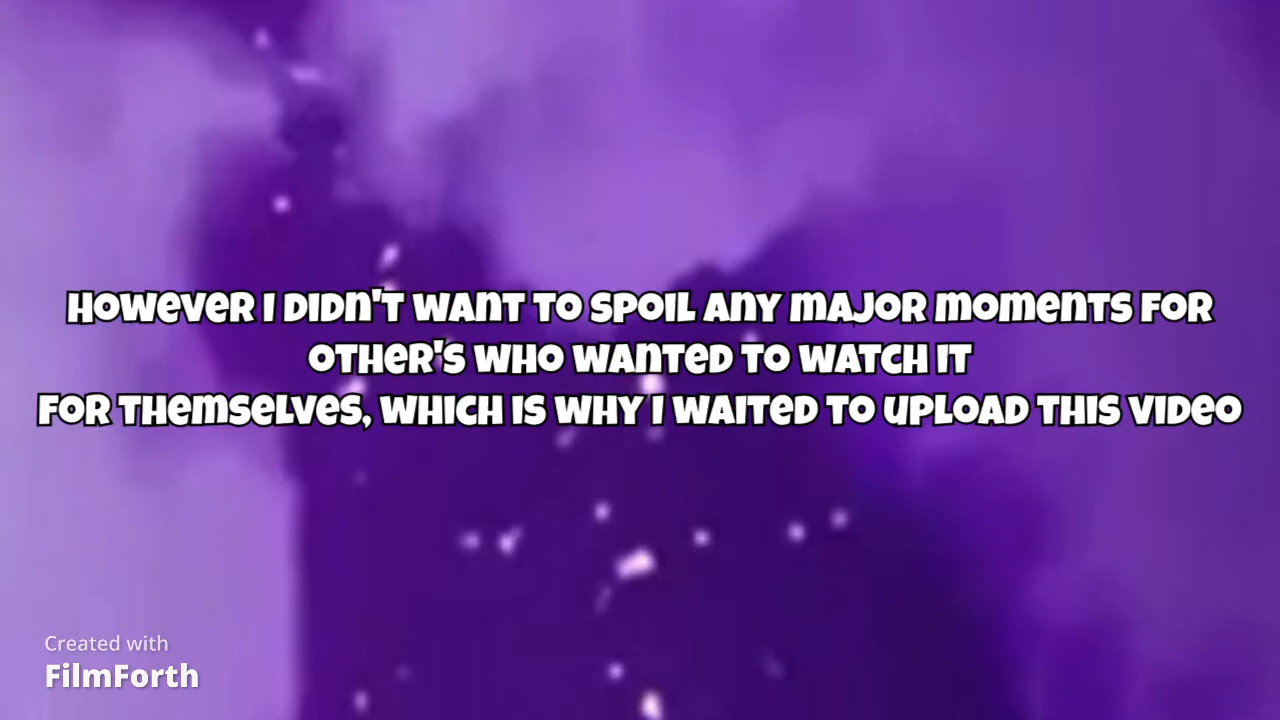 However I didn't want to spoil any major moments for
other's who wanted to watch it
for themselves, which is why I waited to upload this video
Created with
FilmForth